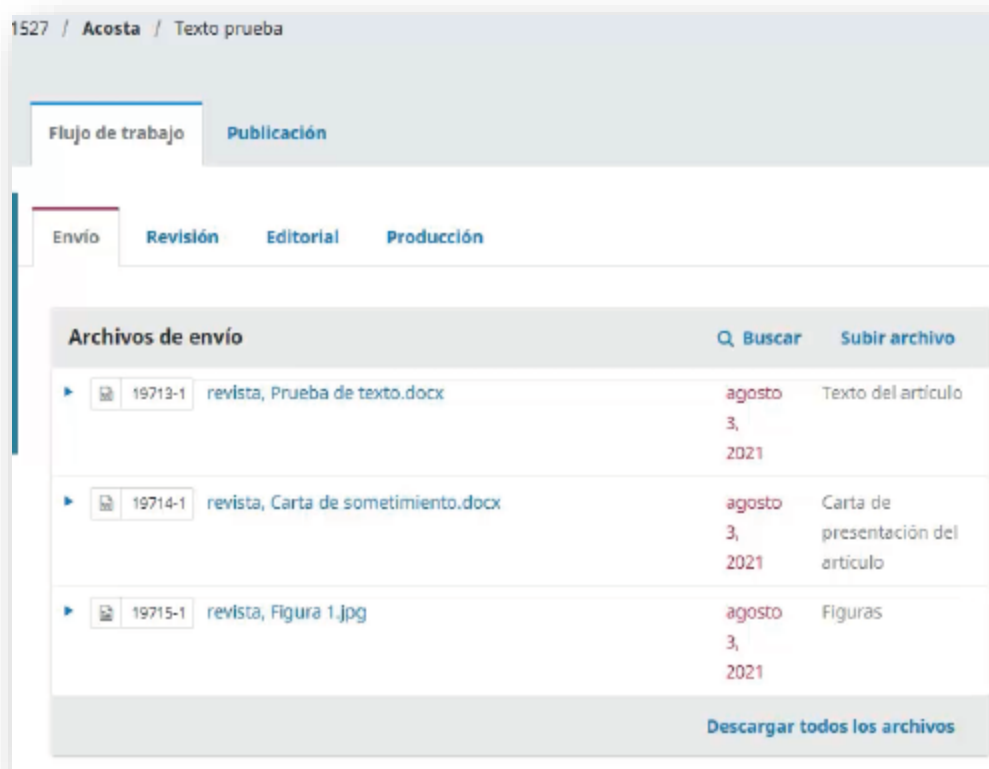 1527 / Acosta / Texto prueba
Flujo de trabajo Publicación
Envío Revisión Editorial Producción
Archivos de envío Buscar Subir archivo
19713-1 revista, Prueba de texto.docx agosto Texto del artículo
3,
2021
19714-1 revista, Carta de sometimiento.docx agosto Carta de
3, presentación del
2021 artículo
19715-1 revista, Figura 1.jpg agosto Figuras
3,
2021
Descargar todos los archivos